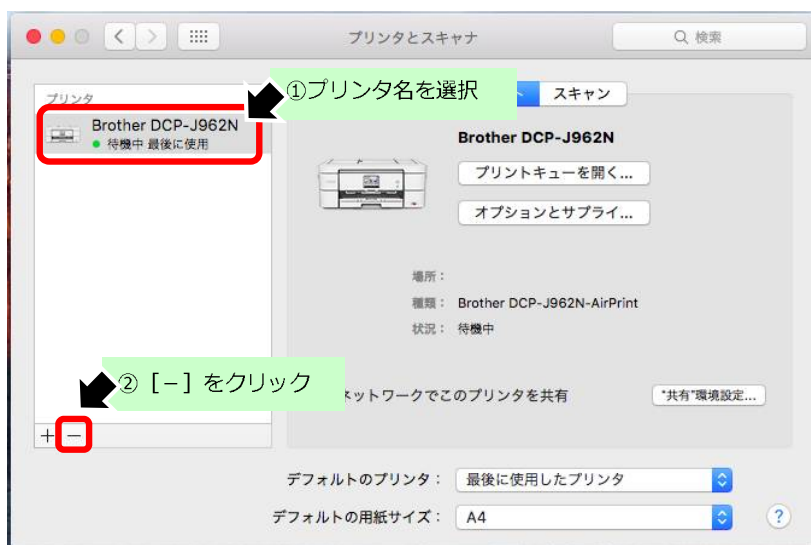 プリンタとスキャナ
検索
プリンタ
①プリンタ名を選択
スキャン
Brother DCP-J962N
待機中 最後に使用
Brother DCP-J962N
プリントキューを開く...
オプションとサプライ...
場所：
種類： Brother DCP-J962N-AirPrint
状況： 待機中
②［－］をクリック
ネットワークでこのプリンタを共有
"共有"環境設定...
+ −
デフォルトのプリンタ： 最後に使用したプリンタ
デフォルトの用紙サイズ： A4
?